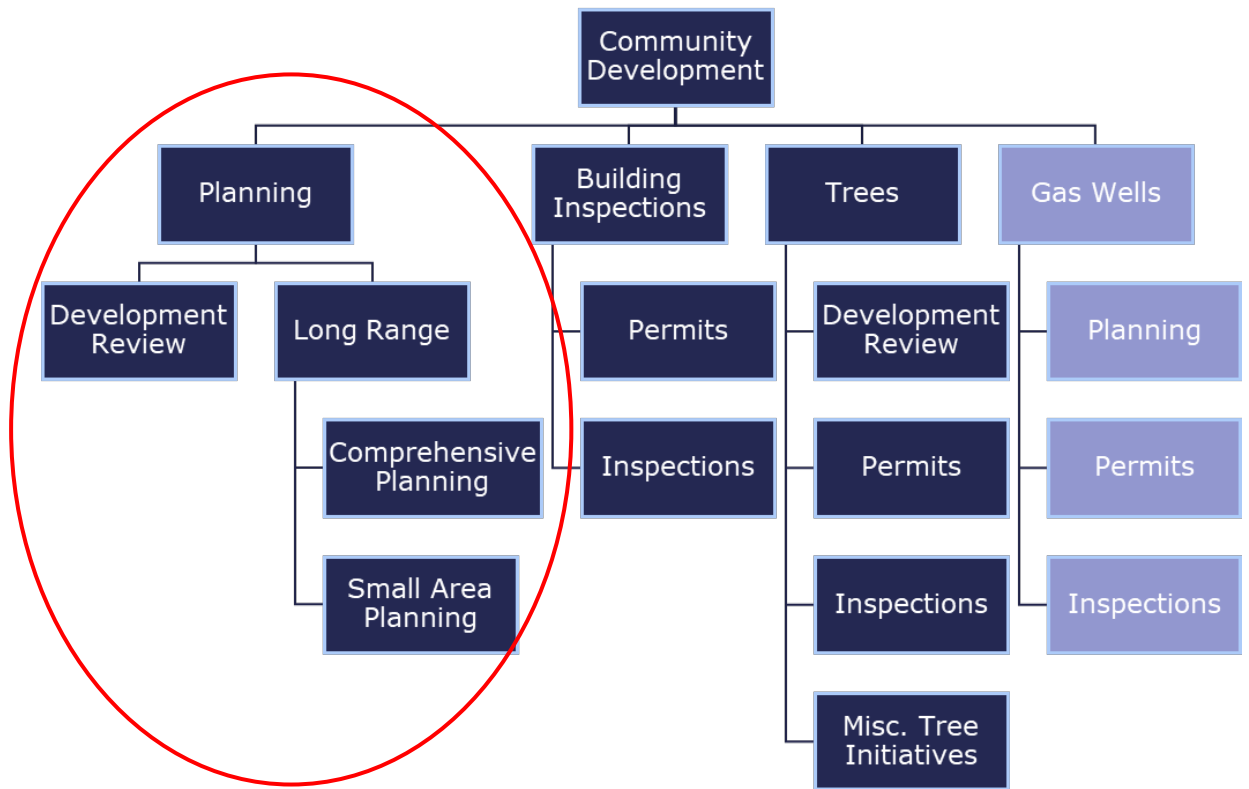 Community
Development
Planning
Building
Inspections
Trees
Gas Wells
Development
Review
Long Range
Permits
Development
Review
Planning
Comprehensive
Planning
Inspections
Permits
Permits
Small Area
Planning
Inspections
Inspections
Misc. Tree
Initiatives